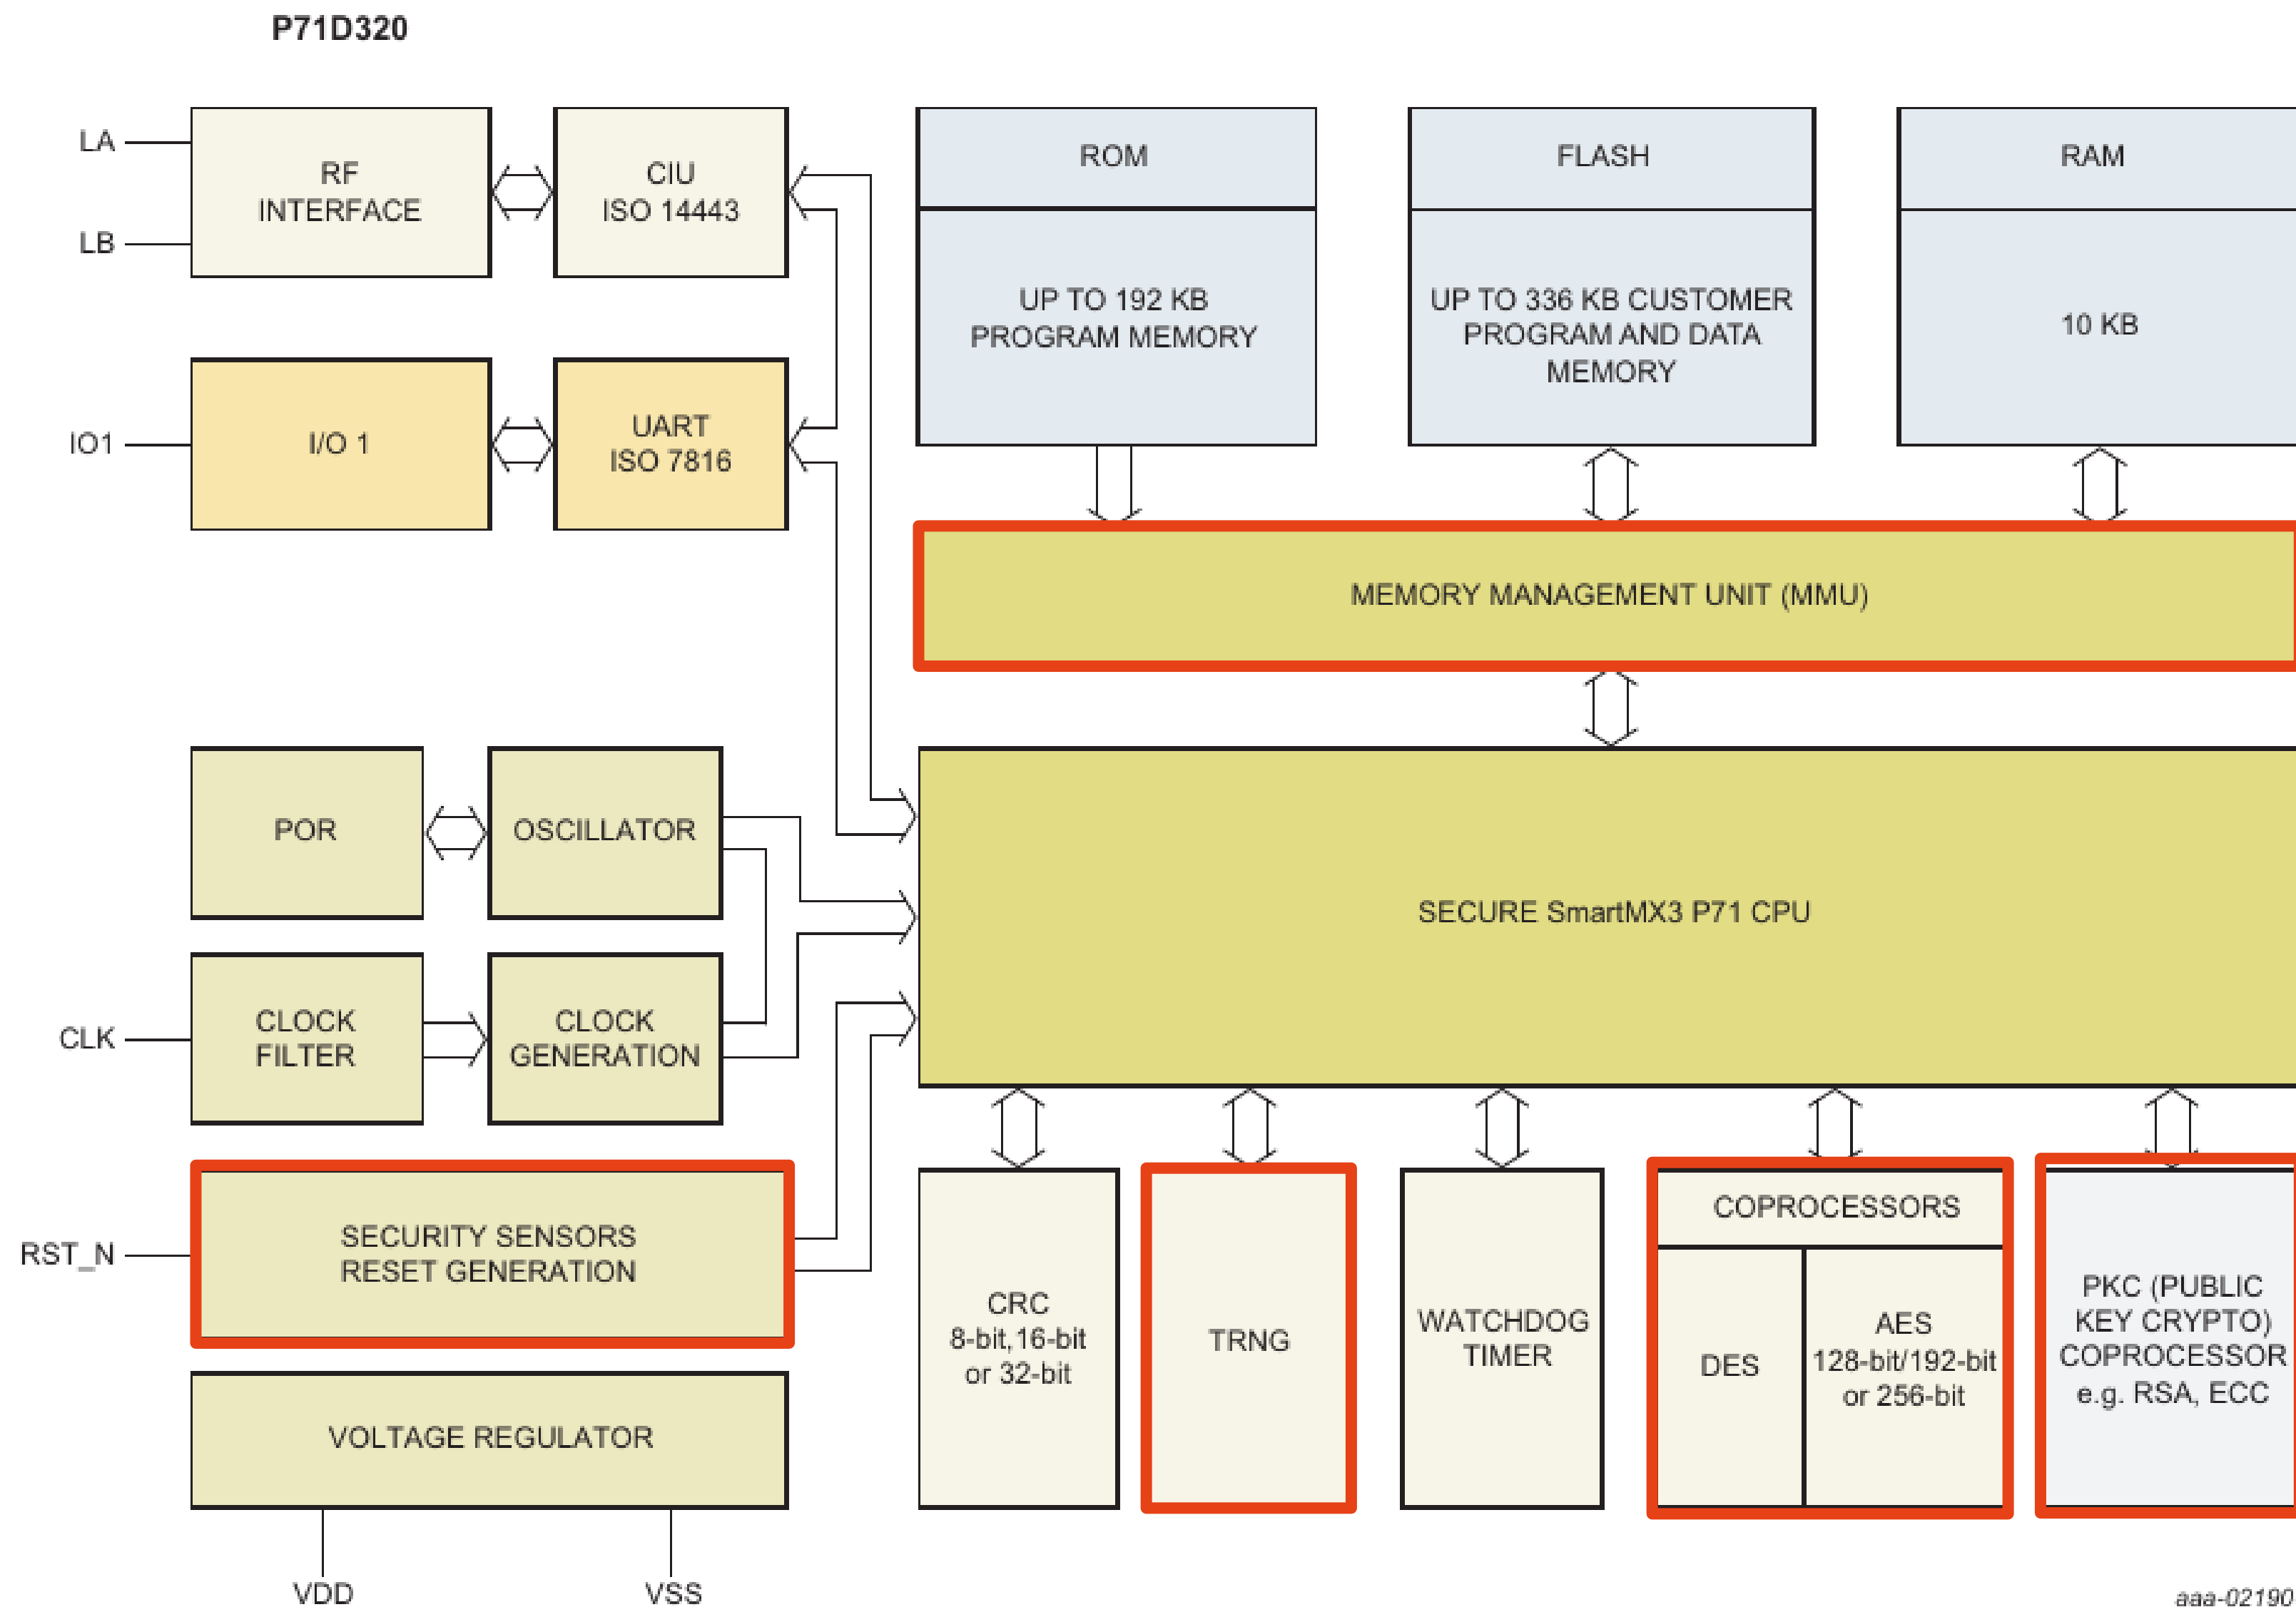 P71D320
LA
LB
RF
INTERFACE
CIU
ISO 14443
ROM
UP TO 192 KB
PROGRAM MEMORY
FLASH
UP TO 336 KB CUSTOMER
PROGRAM AND DATA
MEMORY
RAM
10 KB
IO1
I/O 1
UART
ISO 7816
MEMORY MANAGEMENT UNIT (MMU)
POR
OSCILLATOR
SECURE SmartMX3 P71 CPU
CLK
CLOCK
FILTER
CLOCK
GENERATION
RST_N
SECURITY SENSORS
RESET GENERATION
VOLTAGE REGULATOR
VDD
VSS
CRC
8-bit,16-bit
or 32-bit
TRNG
WATCHDOG
TIMER
COPROCESSORS
DES
AES
128-bit/192-bit
or 256-bit
PKC (PUBLIC
KEY CRYPTO)
COPROCESSOR
e.g. RSA, ECC
aaa-02190